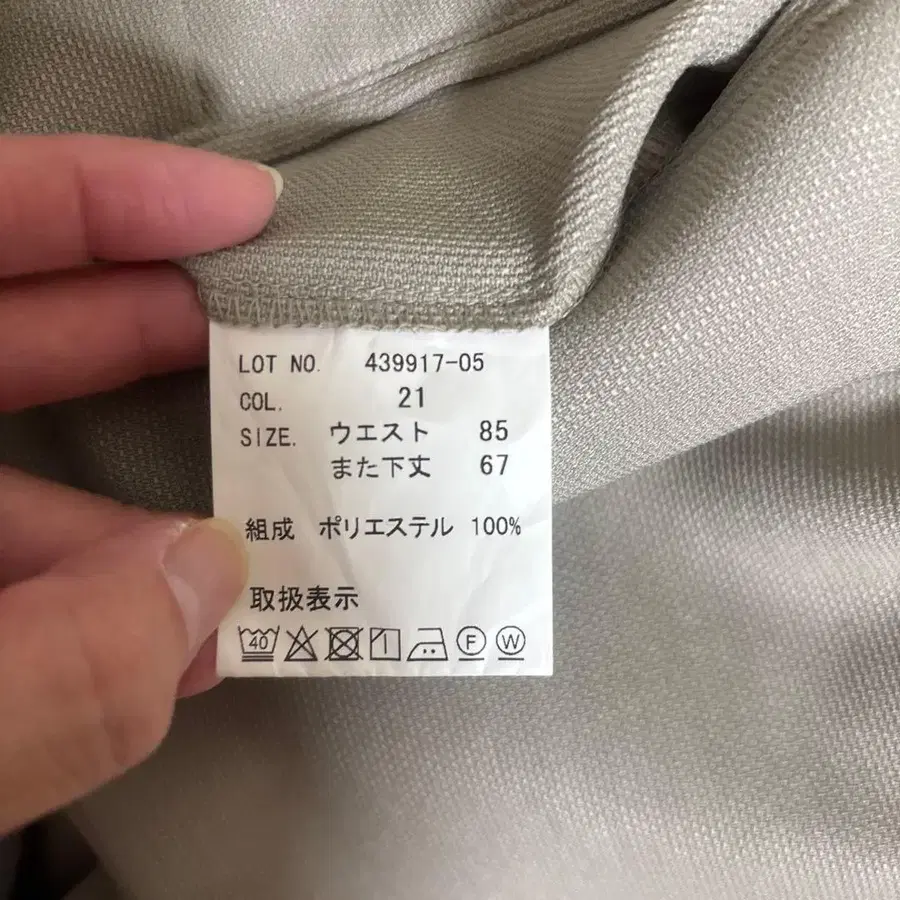 LOT NO. 439917-05
COL. 21
SIZE. ウエスト 85
また下丈 67
組成 ポリエステル 100%
取扱表示
40 F W